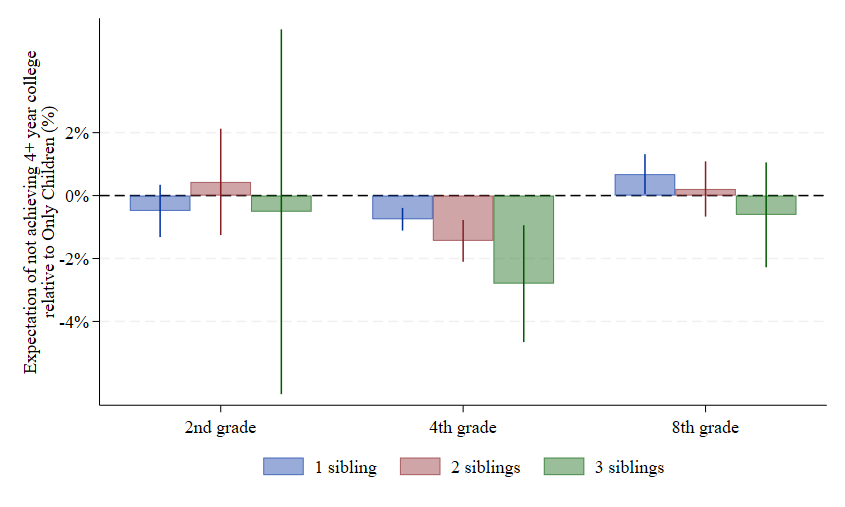 Expectation of not achieving 4+ year college
relative to Only Children (%)
2%
0%
-2%
-4%
2nd grade 4th grade 8th grade
1 sibling 2 siblings 3 siblings